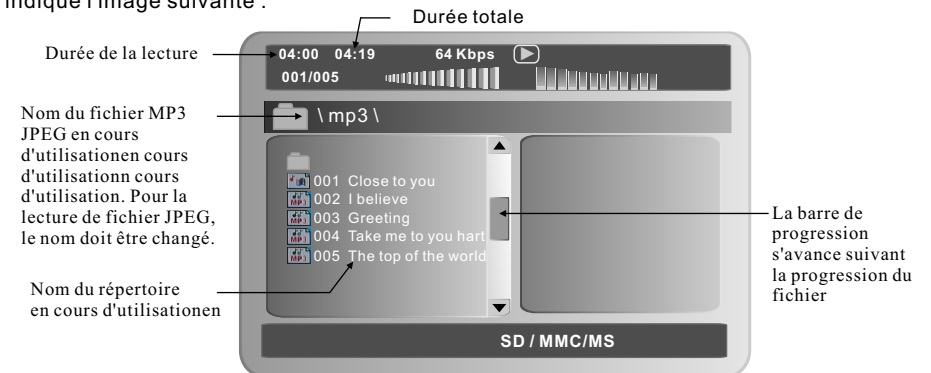 indique l'image suivante :
Durée totale
Durée de la lecture
04:00 04:19 64 Kbps
001/005
Nom du fichier MP3
JPEG en cours
d'utilisationen cours
d'utilisationn cours
d'utilisation. Pour la
lecture de fichier JPEG,
le nom doit être changé.
\ mp3 \
001 Close to you
002 I believe
003 Greeting
004 Take me to you hart
005 The top of the world
La barre de
progression
s'avance suivant
la progression du
fichier
Nom du répertoire
en cours d'utilisationen
SD / MMC/MS